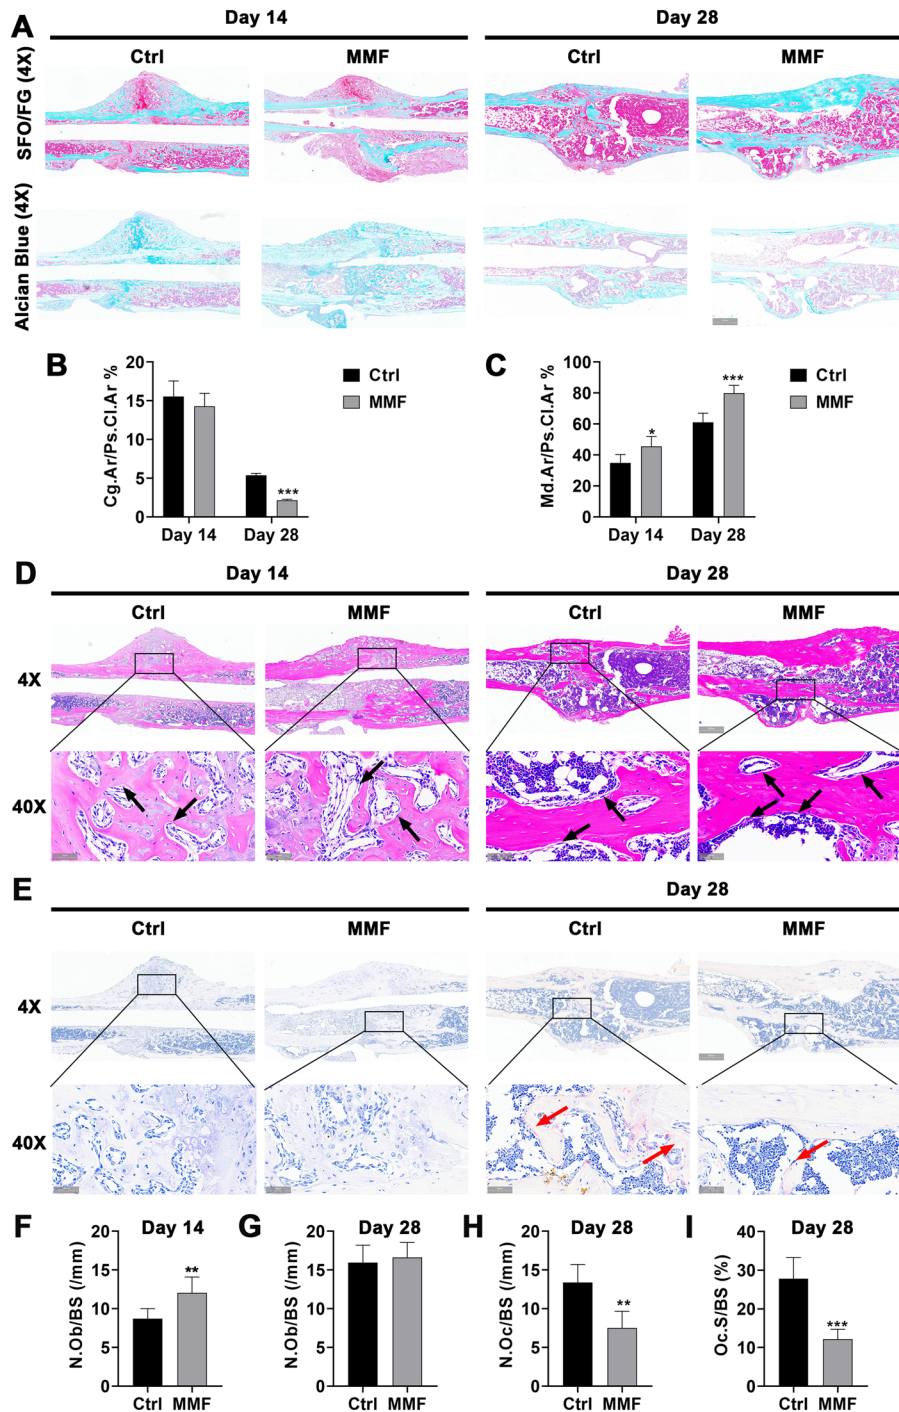 A
Day 14
Day 28
Ctrl
MMF
Ctrl
MMF
SFO/FG (4X)
Alcian Blue (4X)
B
Cg.Ar/Ps.Cl.Ar %
20
15
10
5
0
Day 14
Day 28
***
Ctrl
MMF
C
Md.Ar/Ps.Cl.Ar %
100
80
60
40
20
0
Day 14
Day 28
*
***
Ctrl
MMF
D
Day 14
Day 28
Ctrl
MMF
Ctrl
MMF
4X
40X
E
Day 28
Ctrl
MMF
Ctrl
MMF
4X
40X
F
Day 14
N.Ob/BS (/mm)
20
15
10
5
0
**
Ctrl MMF
G
Day 28
N.Ob/BS (/mm)
20
15
10
5
0
Ctrl MMF
H
Day 28
N.Oc/BS (/mm)
20
15
10
5
0
**
Ctrl MMF
I
Day 28
Oc.S/BS (%)
40
30
20
10
0
***
Ctrl MMF